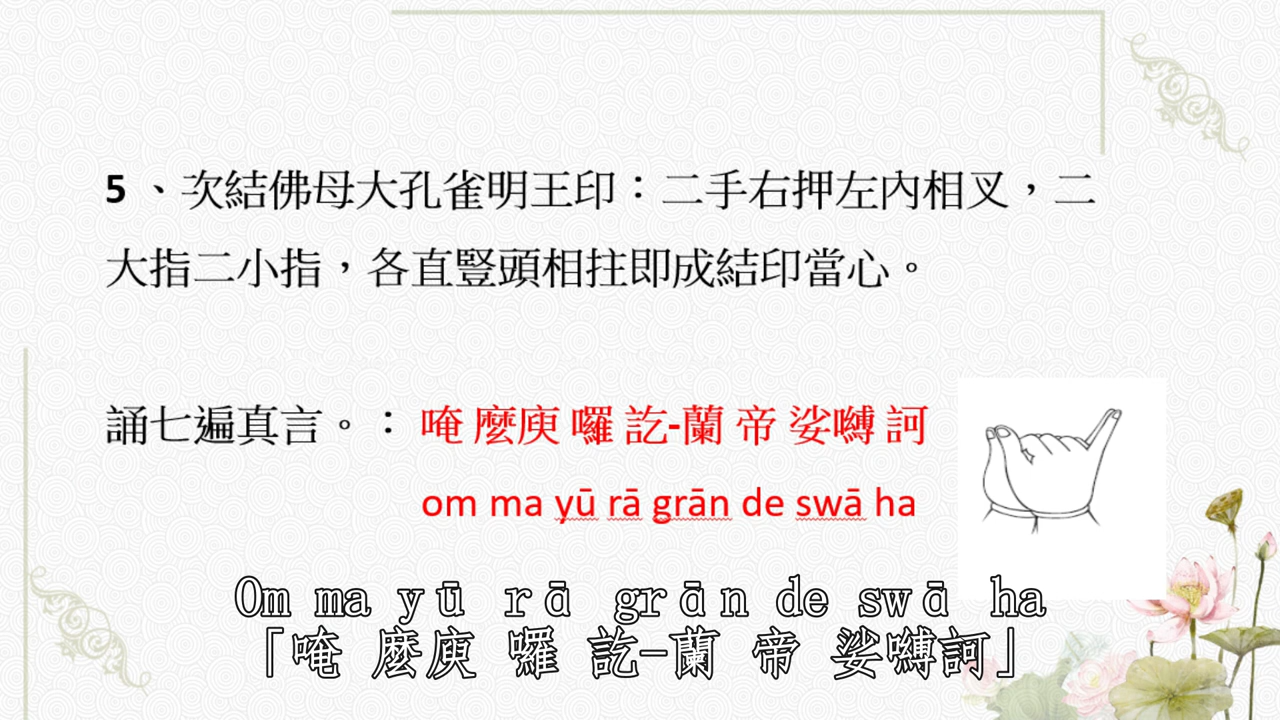 5 、次結佛母大孔雀明王印：二手右押左內相叉，二
大指二小指，各直豎頭相拄即成結印當心。
誦七遍真言。： 唵 麼庾 囉 訖-蘭 帝 娑嚩 訶
om ma yū rā grān de swā ha
Om ma yū rā grān de swā ha
「唵 麼庾 囉 訖-蘭 帝 娑嚩訶」